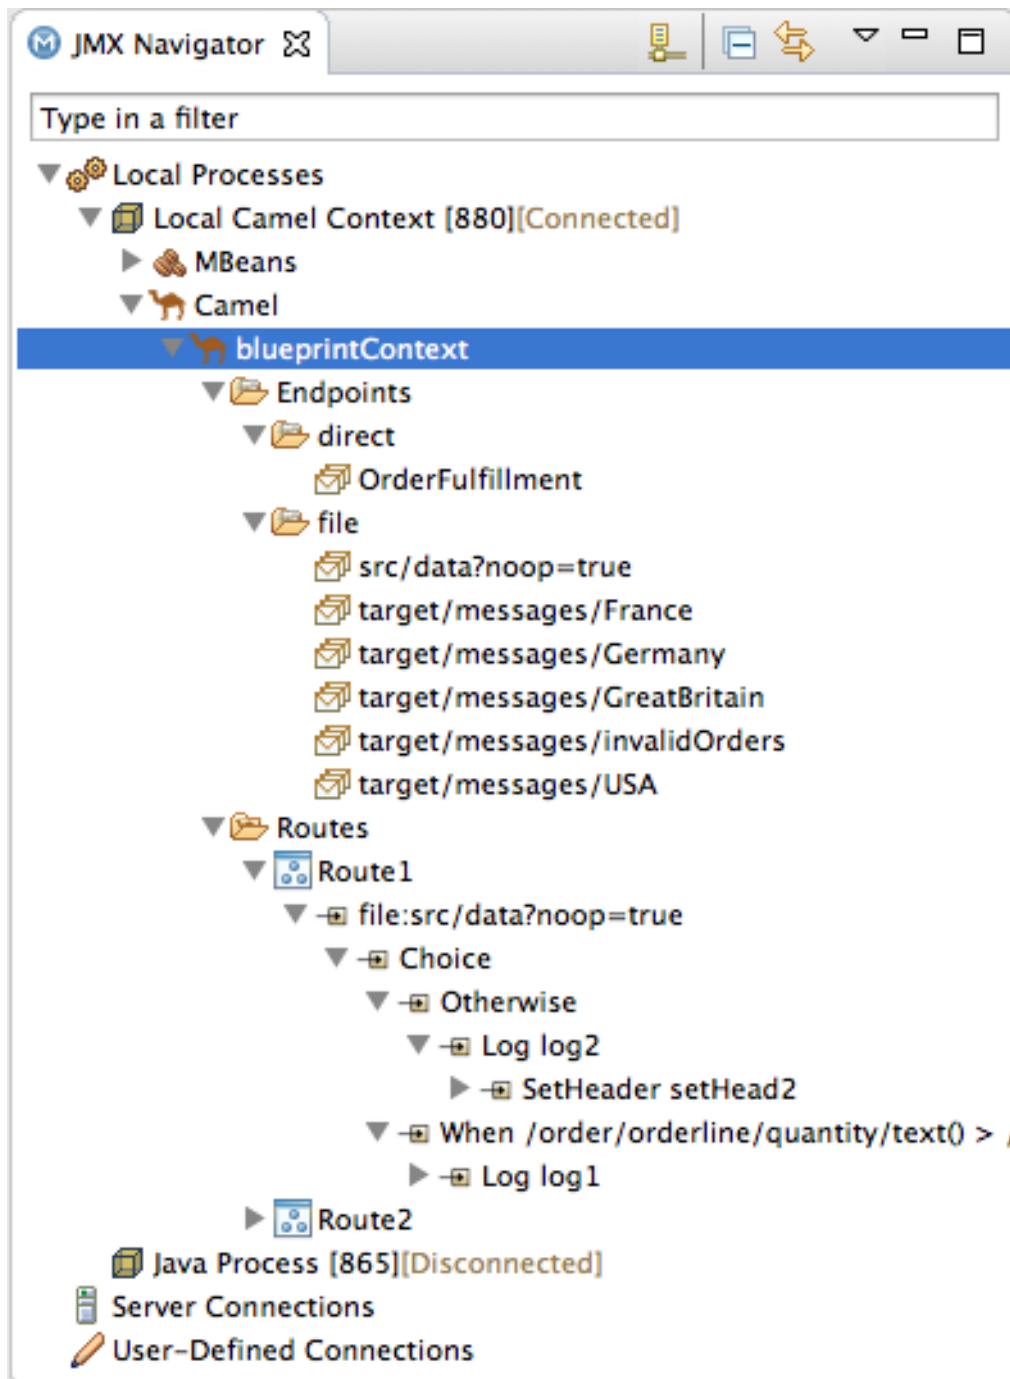 JMX Navigator
Type in a filter
Local Processes
Local Camel Context [880][Connected]
MBeans
Camel
blueprintContext
Endpoints
direct
OrderFulfillment
file
src/data?noop=true
target/messages/France
target/messages/Germany
target/messages/GreatBritain
target/messages/invalidOrders
target/messages/USA
Routes
Route1
file:src/data?noop=true
Choice
Otherwise
Log log2
SetHeader setHead2
When /order/orderline/quantity/text() > /
Log log1
Route2
Java Process [865][Disconnected]
Server Connections
User-Defined Connections